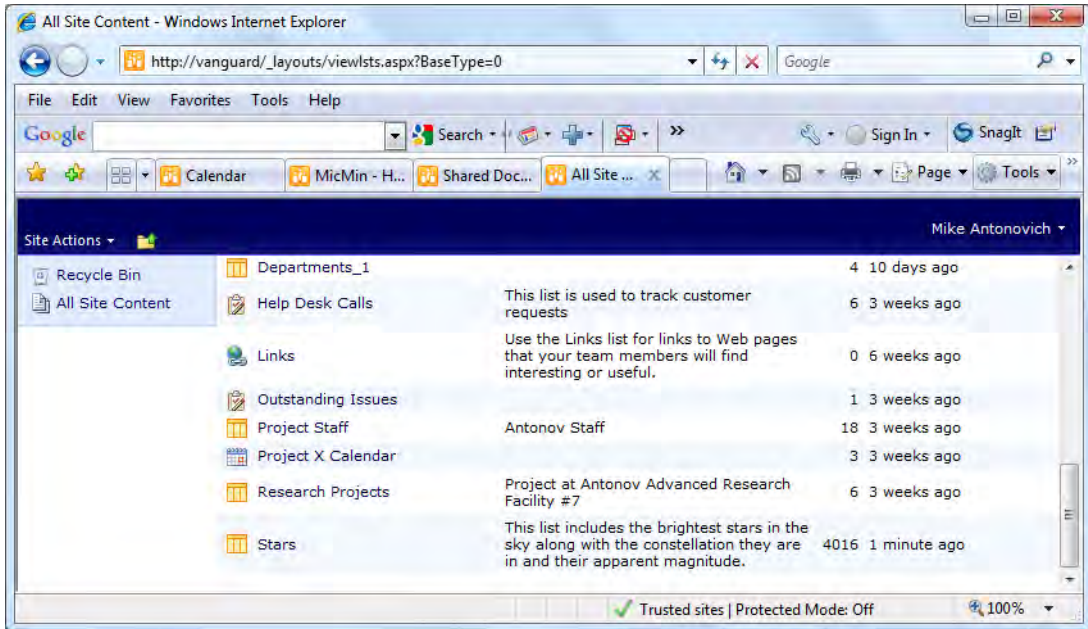 All Site Content - Windows Internet Explorer
http://vanguard/_layouts/viewlsts.aspx?BaseType=0
Google
File Edit View Favorites Tools Help
Google Search Sign In SnagIt
Calendar MicMin - H... Shared Doc... All Site ... Page Tools
Mike Antonovich
Site Actions
Recycle Bin
All Site Content
Departments_1 4 10 days ago
Help Desk Calls This list is used to track customer requests 6 3 weeks ago
Links Use the Links list for links to Web pages that your team members will find interesting or useful. 0 6 weeks ago
Outstanding Issues 1 3 weeks ago
Project Staff Antonov Staff 18 3 weeks ago
Project X Calendar 3 3 weeks ago
Research Projects Project at Antonov Advanced Research Facility #7 6 3 weeks ago
Stars This list includes the brightest stars in the sky along with the constellation they are in and their apparent magnitude. 4016 1 minute ago
Trusted sites | Protected Mode: Off 100%